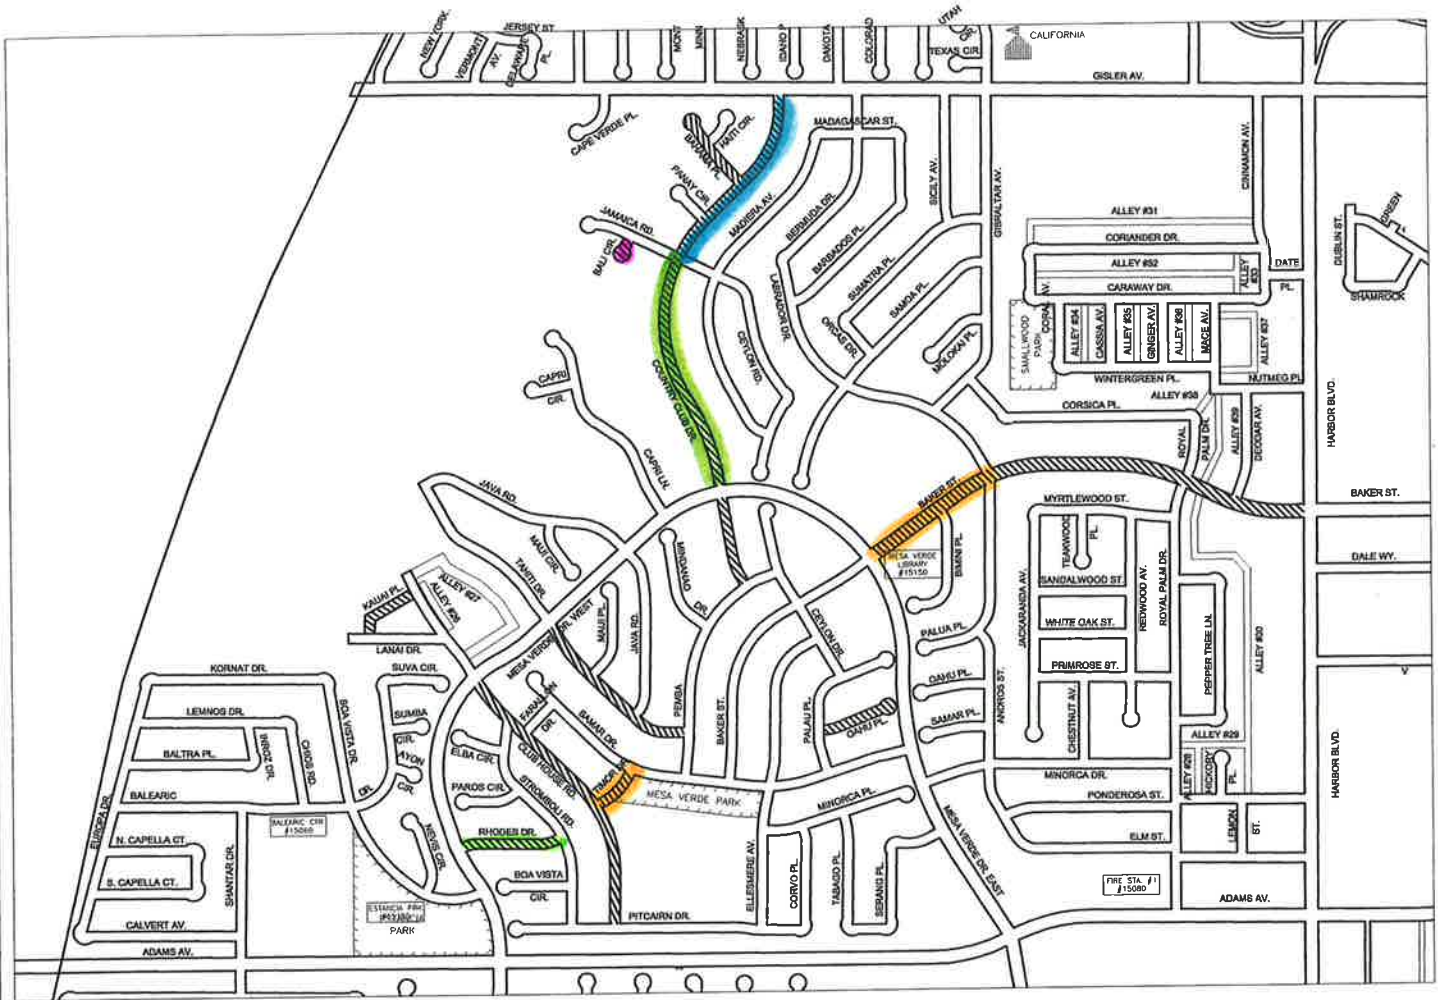 NEW YORK.
JERSEY ST
VERMONT
AV.
DELAWARE
PL.
MONT
MINN
NEBRASK
IDAHO P
DAKOTA
COLORAD
UTAH
CIR.
TEXAS CIR.
CALIFORNIA
GISLER AV.
CAPE VERDE PL.
BAHAMA PL.
HAITI CIR.
MADAGASCAR ST.
PANAY CIR.
JAMAICA RD.
BALI CIR.
MADIERA AV.
BERMUDA DR.
BARBADOS PL.
SICILY AV.
GIBRALTAR AV.
CINNAMON AV.
ALLEY #31
CORIANDER DR.
ALLEY #32
ALLEY
#33
DATE
PL.
CARAWAY DR.
DUBLIN ST.
GREEN
SHAMROCK
LABRADOR DR.
SUMATRA PL.
SAMOA PL.
ORCAS DR.
MOLOKAI PL.
SMALLWOOD
PARK
ALLEY #34
CASSIA AV.
ALLEY #35
GINGER AV.
ALLEY #36
MACE AV.
ALLEY #37
WINTERGREEN PL.
NUTMEG PL
ALLEY #38
CORSICA PL.
ROYAL
PALM DR.
ALLEY #39
DEODAR AV.
HARBOR BLVD.
CEYLON RD.
COUNTRY CLUB DR.
CAPRI
CIR.
CAPRI LN.
JAVA RD.
BAKER ST.
BAKER ST.
MAUI CIR.
TAHITI DR.
MINDANAO
DR.
MESA VERDE
LIBRARY
#15150
BIMINI PL.
MYRTLEWOOD ST.
TEAKWOOD
PL.
SANDALWOOD ST.
WHITE OAK ST.
PRIMROSE ST.
JACKARANDA AV.
REDWOOD AV.
ROYAL PALM DR.
PEPPER TREE LN.
ALLEY #30
DALE WY.
ALLEY #27
ALLEY #26
KAUAI PL.
LANAI DR.
MESA VERDE DR. WEST
MAUI PL.
JAVA RD.
CEYLON DR.
PALUA PL.
OAHU PL.
SAMAR PL.
ANDROS ST.
CHESTNUT AV.
KORNAT DR.
SUVA CIR.
LEMNOS DR.
BALTRA PL.
INROZ DR.
CHIOS RD.
BOA VISTA DR.
SUMBA
CIR.
AYON
CIR.
FARALLON
DR.
SAMAR DR.
PEMBA
BAKER ST.
PALAU PL.
OAHU PL.
ELBA CIR.
CLUB HOUSE RD.
TIMOR DR.
MESA VERDE PARK
MINORCA DR.
ALLEY #29
ALLEY #28
HICKORY
PL.
HARBOR BLVD.
V
BALEARIC
DR.
EUROPA DR.
BALEARIC CTR
#15060
PAROS CIR.
STROMBOLI RD.
MINORCA PL.
PONDEROSA ST.
N. CAPELLA CT.
S. CAPELLA CT.
SHANTAR DR.
NEVIS CIR.
RHODES DR.
ELM ST.
LEMON
ST.
MESA VERDE DR. EAST
BOA VISTA
CIR.
ELLESMERE AV.
CORVO PL.
TABAGO PL.
SERANG PL.
FIRE STA. #1
#15080
ADAMS AV.
CALVERT AV.
PARK
PITCAIRN DR.
ADAMS AV.